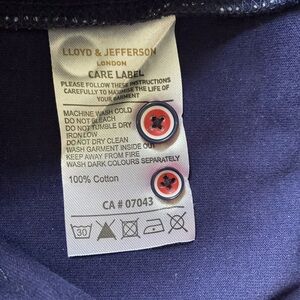 LLOYD & JEFFERSON
LONDON
CARE LABEL
PLEASE FOLLOW THESE INSTRUCTIONS
CAREFULLY TO MAXIMISE THE LIFE OF
YOUR GARMENT
MACHINE WASH COLD
DO NOT BLEACH
DO NOT TUMBLE DRY
IRON LOW
DO NOT DRY CLEAN
WASH GARMENT INSIDE OUT
KEEP AWAY FROM FIRE
WASH DARK COLOURS SEPARATELY
100% Cotton
CA # 07043
30